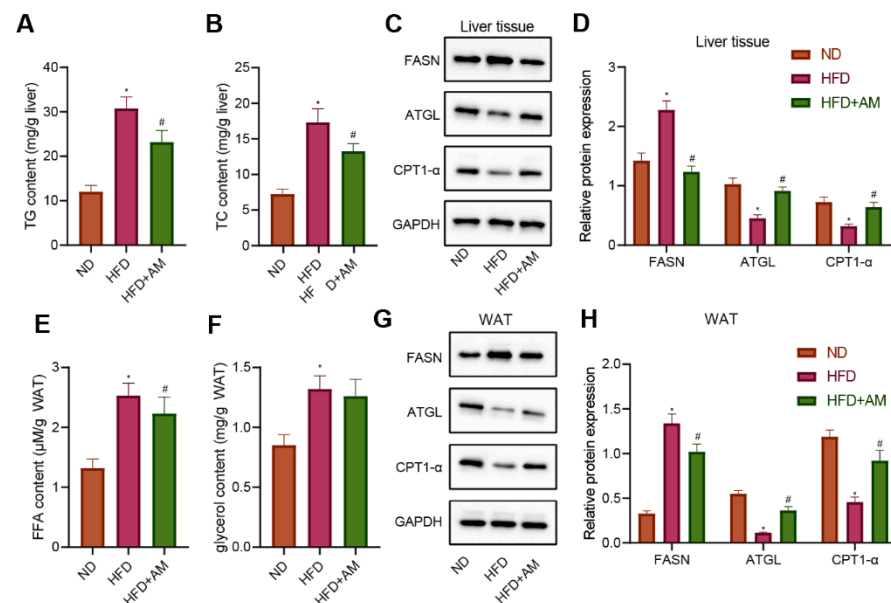 A
TG content (mg/g liver)
40
30
20
10
0
*
#
ND
HFD
HFD+AM
B
TC content (mg/g liver)
25
20
15
10
5
0
*
#
ND
HFD
HF D+AM
C
Liver tissue
FASN
ATGL
CPT1-α
GAPDH
ND
HFD
HFD+AM
D
Liver tissue
ND
HFD
HFD+AM
Relative protein expression
3
2
1
0
*
#
*
#
*
#
FASN
ATGL
CPT1-α
E
FFA content (µM/g WAT)
3
2
1
0
*
#
ND
HFD
HFD+AM
F
glycerol content (mg/g WAT)
1.5
1.2
0.9
0.6
0.3
0.0
*
ND
HFD
HFD+AM
G
WAT
FASN
ATGL
CPT1-α
GAPDH
ND
HFD
HFD+AM
H
WAT
ND
HFD
HFD+AM
Relative protein expression
2.0
1.5
1.0
0.5
0.0
*
#
*
#
*
#
FASN
ATGL
CPT1-α